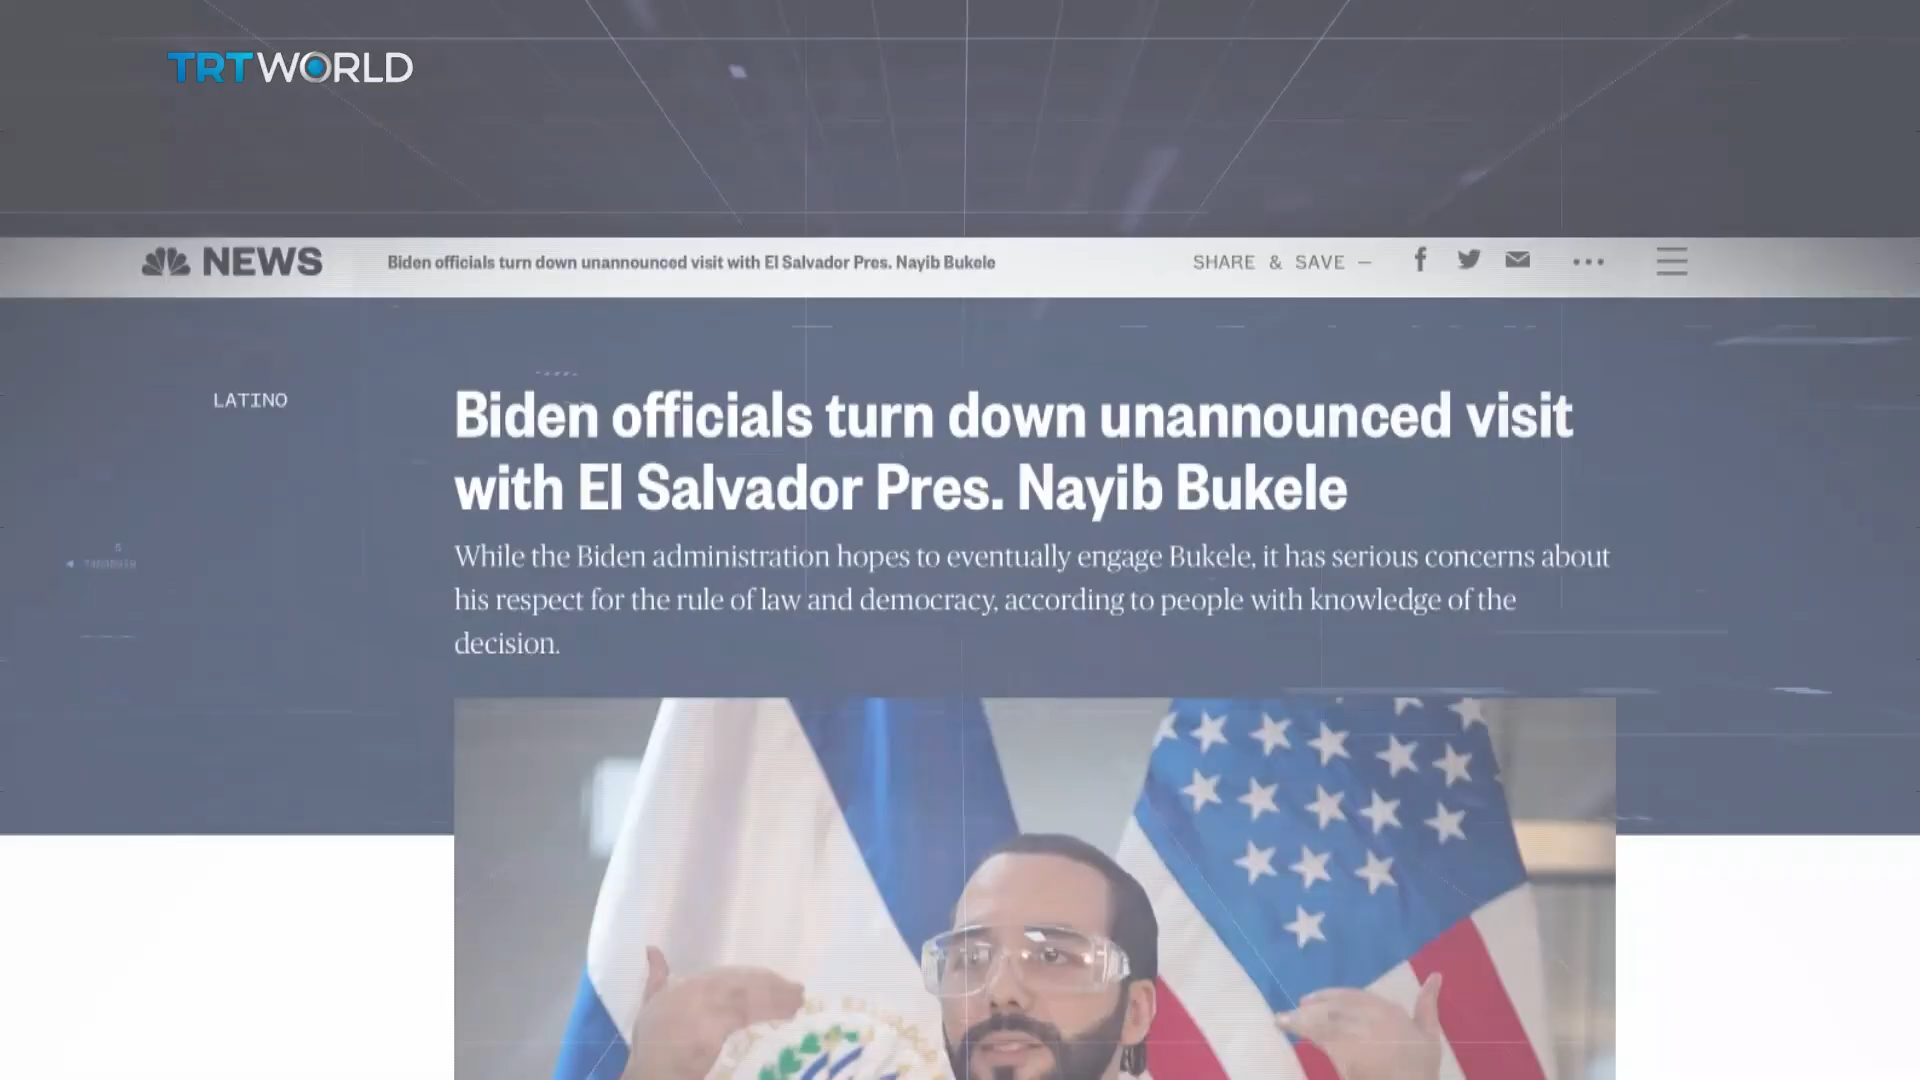 TRT WORLD
NEWS
Biden officials turn down unannounced visit with El Salvador Pres. Nayib Bukele
SHARE & SAVE —
LATINO
Biden officials turn down unannounced visit
with El Salvador Pres. Nayib Bukele
While the Biden administration hopes to eventually engage Bukele, it has serious concerns about
his respect for the rule of law and democracy, according to people with knowledge of the
decision.